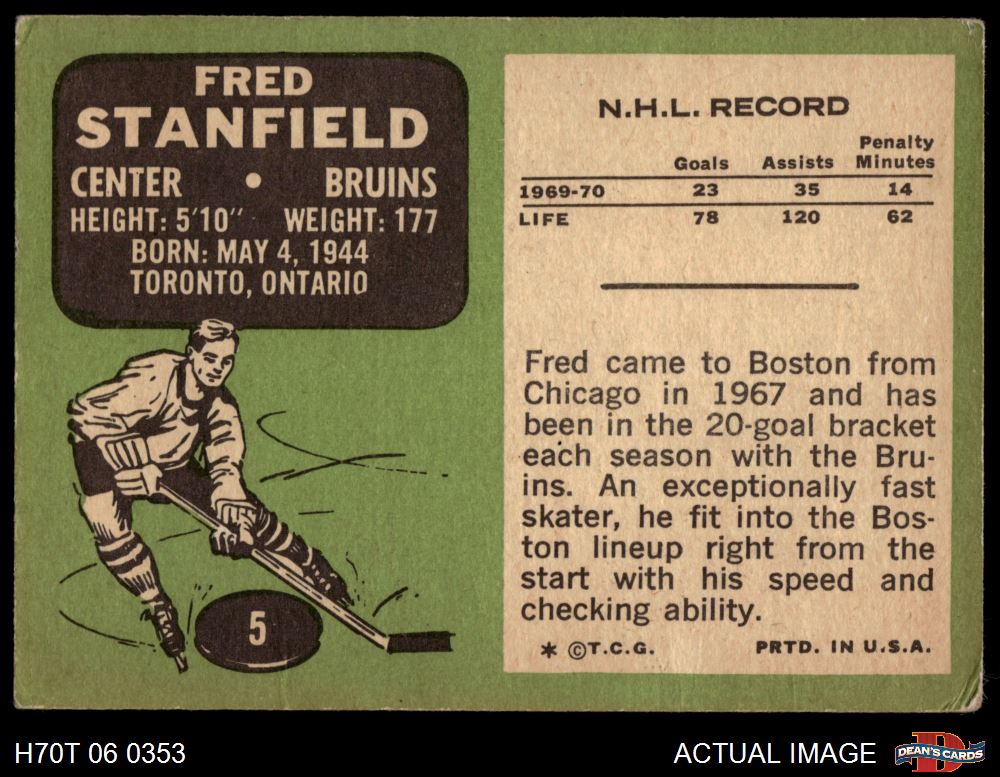 FRED
STANFIELD
CENTER • BRUINS
HEIGHT: 5'10" WEIGHT: 177
BORN: MAY 4, 1944
TORONTO, ONTARIO
5
N.H.L. RECORD
Goals Assists Penalty Minutes
1969-70 23 35 14
LIFE 78 120 62
Fred came to Boston from
Chicago in 1967 and has
been in the 20-goal bracket
each season with the Bru-
ins. An exceptionally fast
skater, he fit into the Bos-
ton lineup right from the
start with his speed and
checking ability.
* ©T.C.G. PRTD. IN U.S.A.
H70T 06 0353 ACTUAL IMAGE D DEAN'S CARDS